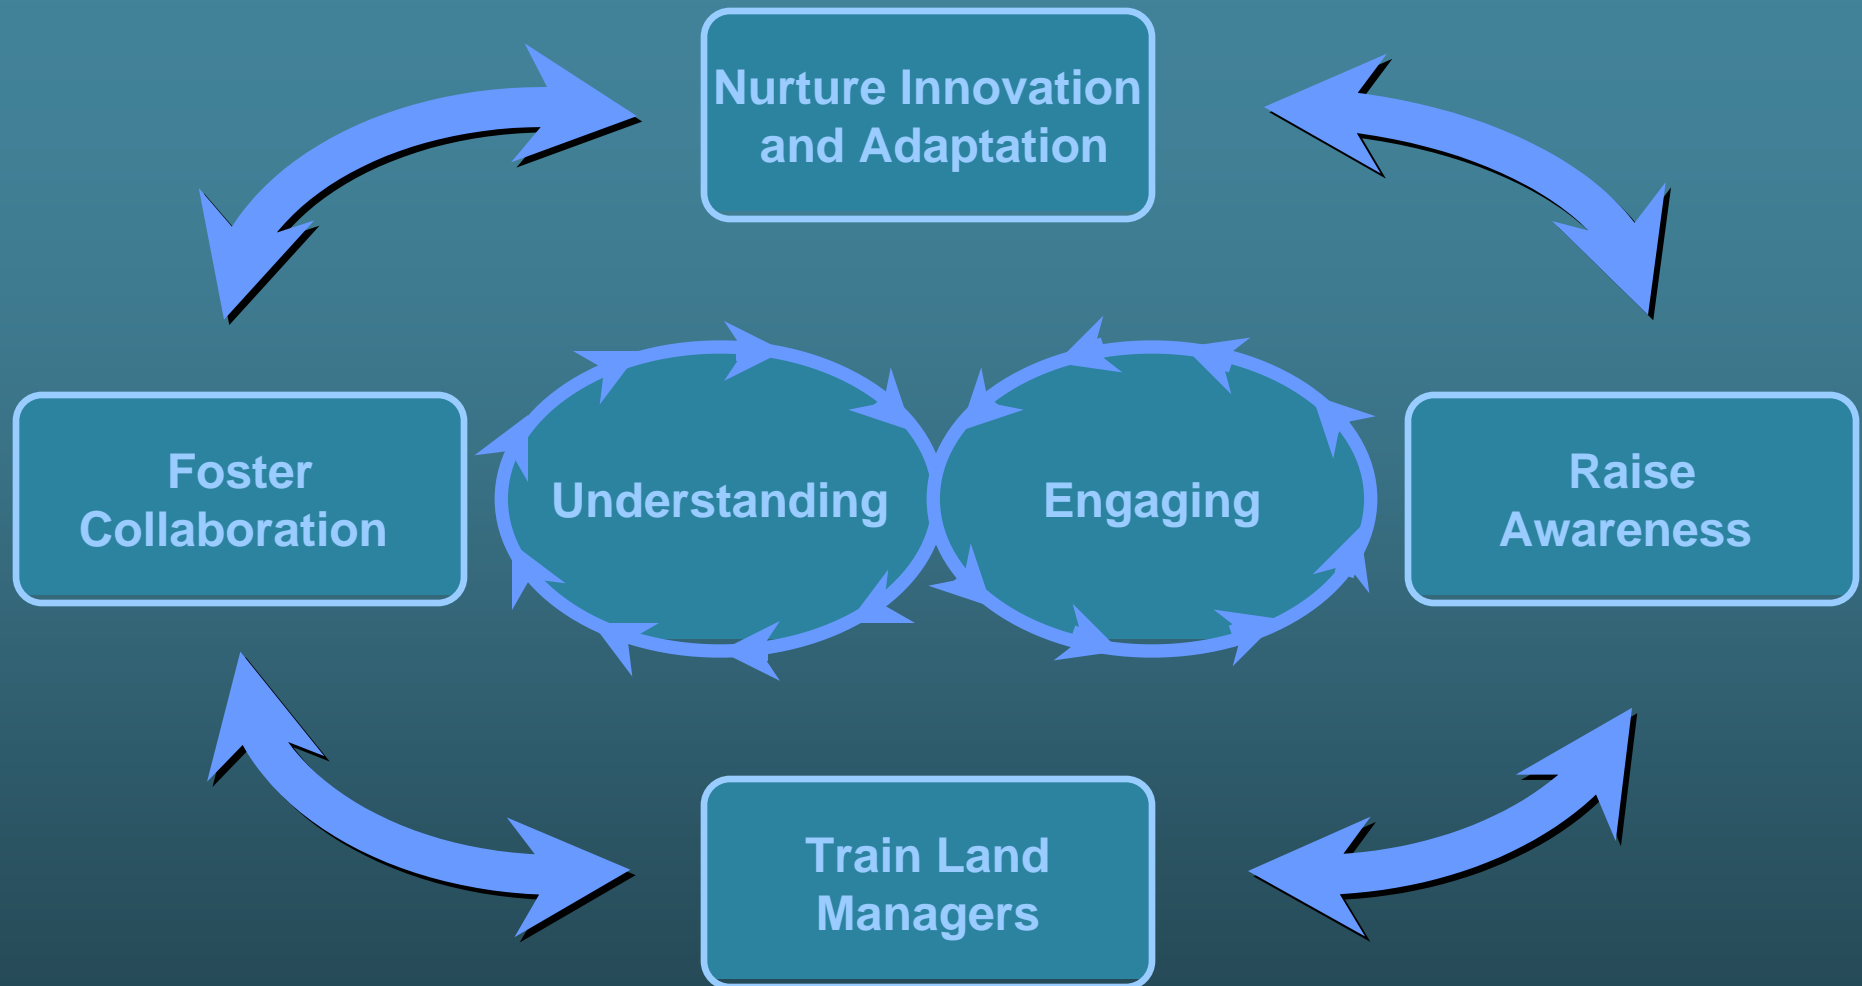 Nurture Innovation
and Adaptation
Foster
Collaboration
Understanding
Engaging
Raise
Awareness
Train Land
Managers